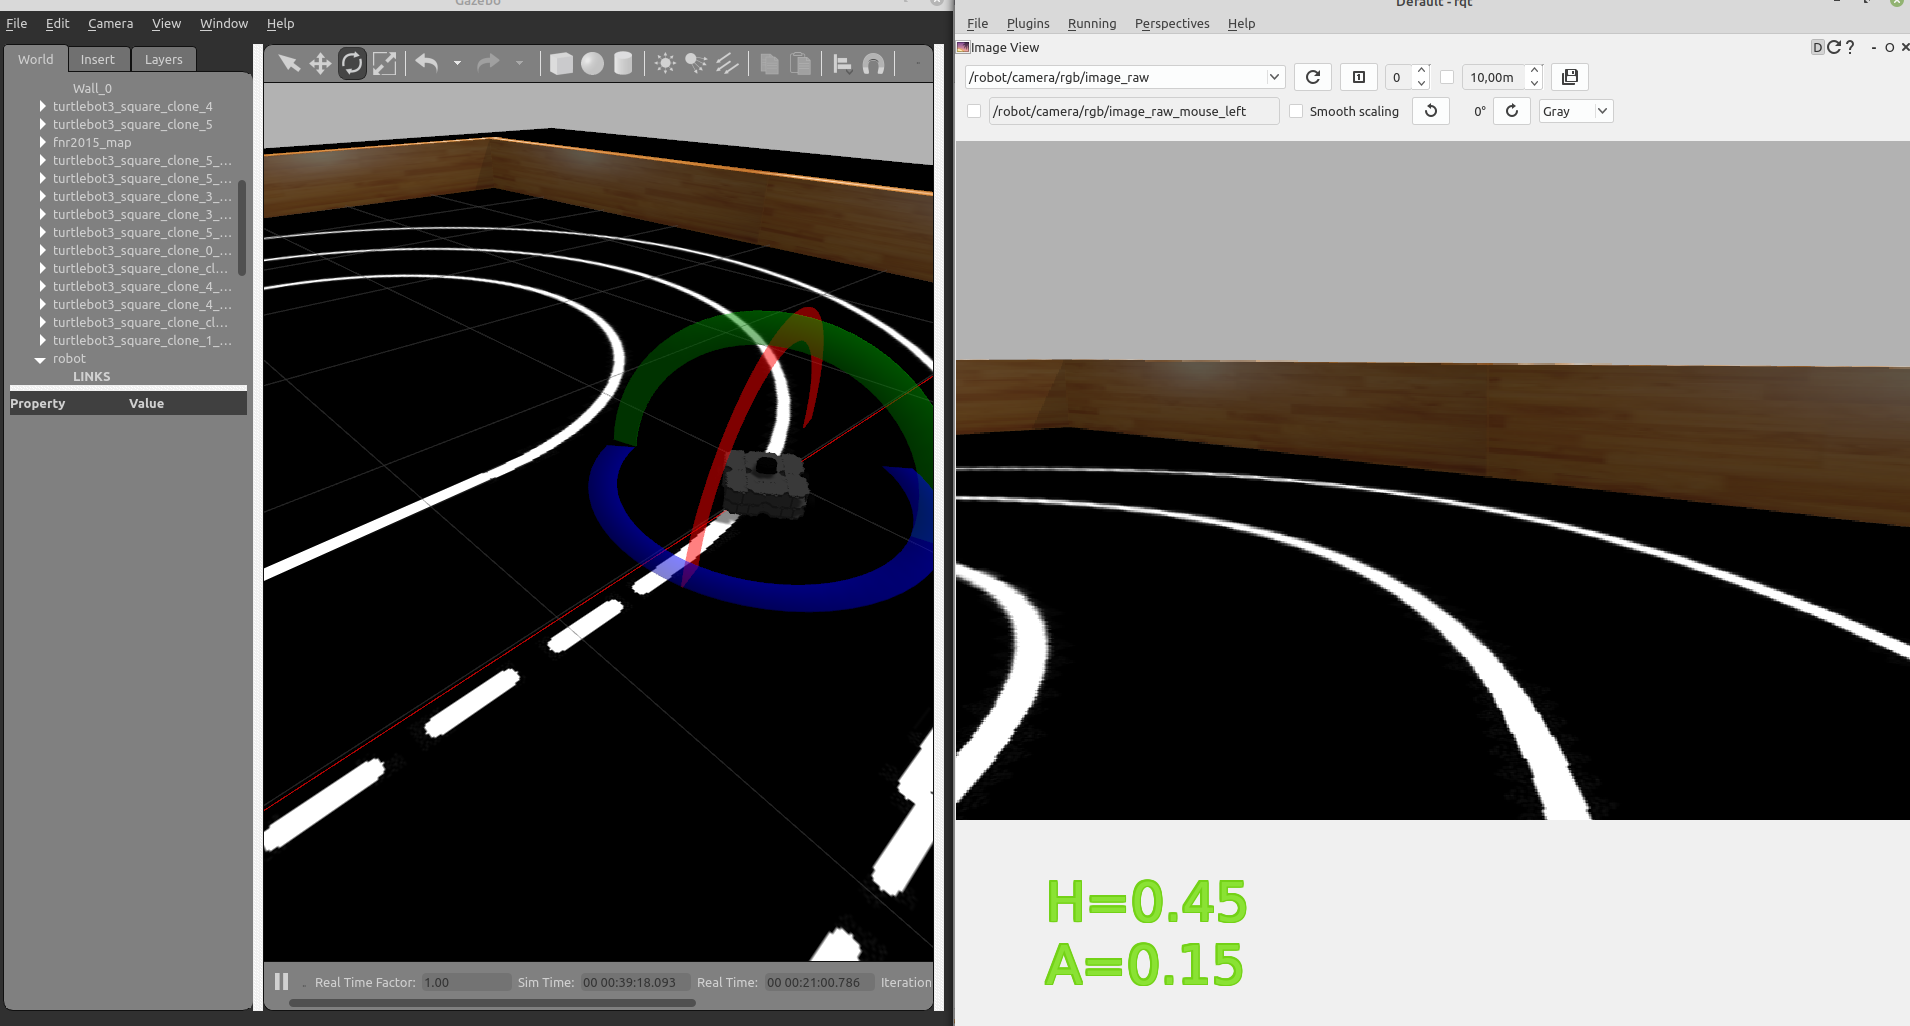 Gazebo
File Edit Camera View Window Help
World Insert Layers
Wall_0
turtlebot3_square_clone_4
turtlebot3_square_clone_5
fnr2015_map
turtlebot3_square_clone_5_...
turtlebot3_square_clone_5_...
turtlebot3_square_clone_3_...
turtlebot3_square_clone_3_...
turtlebot3_square_clone_5_...
turtlebot3_square_clone_0_...
turtlebot3_square_clone_cl...
turtlebot3_square_clone_4_...
turtlebot3_square_clone_4_...
turtlebot3_square_clone_cl...
turtlebot3_square_clone_1_...
robot
LINKS
Property Value
Real Time Factor: 1.00 Sim Time: 00 00:39:18.093 Real Time: 00 00:21:00.786 Iteration
Default - rqt
File Plugins Running Perspectives Help
Image View D ? - O ×
/robot/camera/rgb/image_raw 1 0 10,00m
/robot/camera/rgb/image_raw_mouse_left Smooth scaling 0° Gray
H=0.45
A=0.15